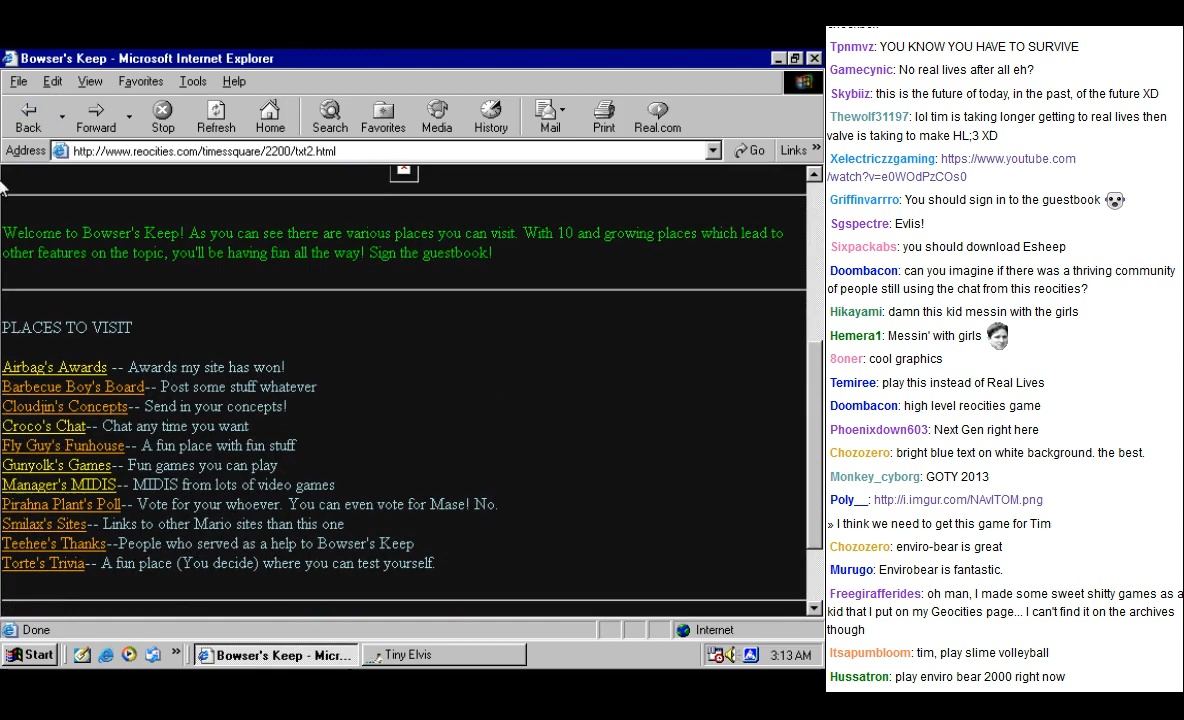 Bowser's Keep - Microsoft Internet Explorer
File Edit View Favorites Tools Help
Back Forward Stop Refresh Home Search Favorites Media History Mail Print Real.com
Address http://www.reocities.com/timessquare/2200/txt2.html Go Links »
Welcome to Bowser's Keep! As you can see there are various places you can visit. With 10 and growing places which lead to
other features on the topic, you'll be having fun all the way! Sign the guestbook!
PLACES TO VISIT
Airbag's Awards -- Awards my site has won!
Barbecue Boy's Board-- Post some stuff whatever
Cloudjin's Concepts-- Send in your concepts!
Croco's Chat-- Chat any time you want
Fly Guy's Funhouse-- A fun place with fun stuff
Gunyolk's Games-- Fun games you can play
Manager's MIDIS-- MIDIS from lots of video games
Pirahna Plant's Poll-- Vote for your whoever. You can even vote for Mase! No.
Smilax's Sites-- Links to other Mario sites than this one
Teehee's Thanks--People who served as a help to Bowser's Keep
Torte's Trivia-- A fun place (You decide) where you can test yourself.
Done Internet
Start » Bowser's Keep - Micr... Tiny Elvis 3:13 AM
Tpnmvz: YOU KNOW YOU HAVE TO SURVIVE
Gamecynic: No real lives after all eh?
Skybiiz: this is the future of today, in the past, of the future XD
Thewolf31197: lol tim is taking longer getting to real lives then
valve is taking to make HL;3 XD
Xelectriczzgaming: https://www.youtube.com
/watch?v=e0WOdPzCOs0
Griffinvarrro: You should sign in to the guestbook
Sgspectre: Evlis!
Sixpackabs: you should download Esheep
Doombacon: can you imagine if there was a thriving community
of people still using the chat from this reocities?
Hikayami: damn this kid messin with the girls
Hemera1: Messin' with girls
8oner: cool graphics
Temiree: play this instead of Real Lives
Doombacon: high level reocities game
Phoenixdown603: Next Gen right here
Chozozero: bright blue text on white background. the best.
Monkey_cyborg: GOTY 2013
Poly__: http://i.imgur.com/NAvITOM.png
» I think we need to get this game for Tim
Chozozero: enviro-bear is great
Murugo: Envirobear is fantastic.
Freegirafferides: oh man, I made some sweet shitty games as a
kid that I put on my Geocities page... I can't find it on the archives
though
Itsapumbloom: tim, play slime volleyball
Hussatron: play enviro bear 2000 right now